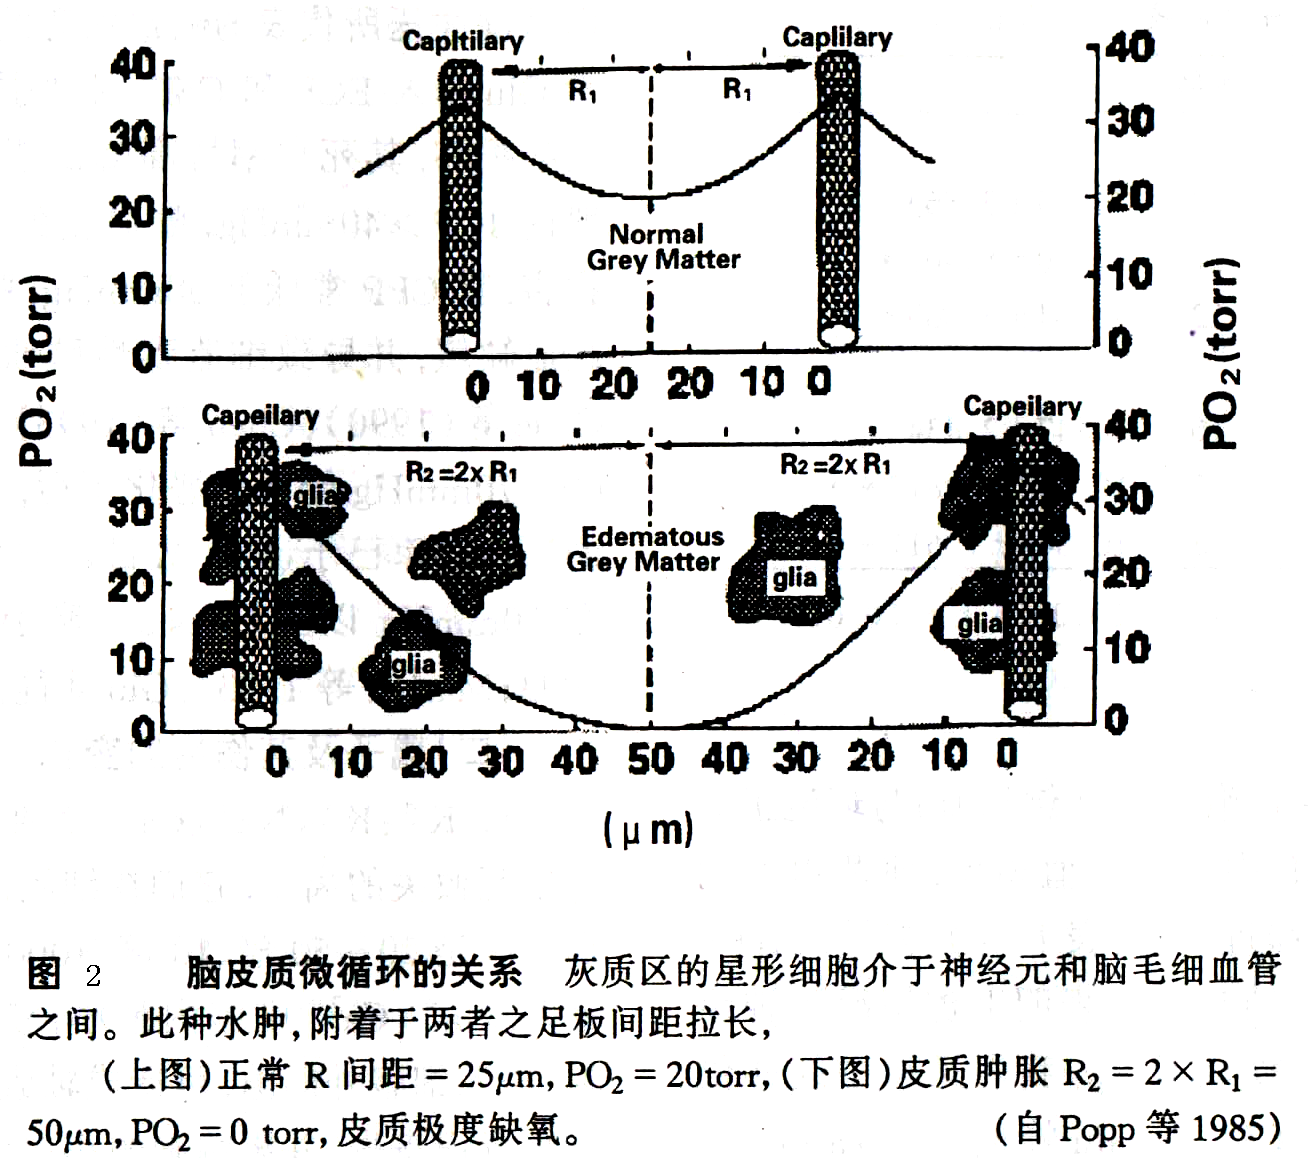 CapItilary
Caplilary
40
30
20
10
0
R1
R1
40
30
20
10
0
Normal
Grey Matter
0 10 20 20 10 0
PO2(torr)
PO2(torr)
Capeilary
Capeilary
40
30
20
10
0
R2=2x R1
R2=2x R1
40
30
20
10
0
glia
glia
glia
glia
Edematous
Grey Matter
0 10 20 30 40 50 40 30 20 10 0
(μm)
图 2 脑皮质微循环的关系 灰质区的星形细胞介于神经元和脑毛细血管
之间。此种水肿,附着于两者之足板间距拉长,
(上图)正常 R 间距=25μm, PO2=20torr,(下图)皮质肿胀 R2=2×R1=
50μm, PO2=0 torr,皮质极度缺氧。 (自 Popp 等 1985)